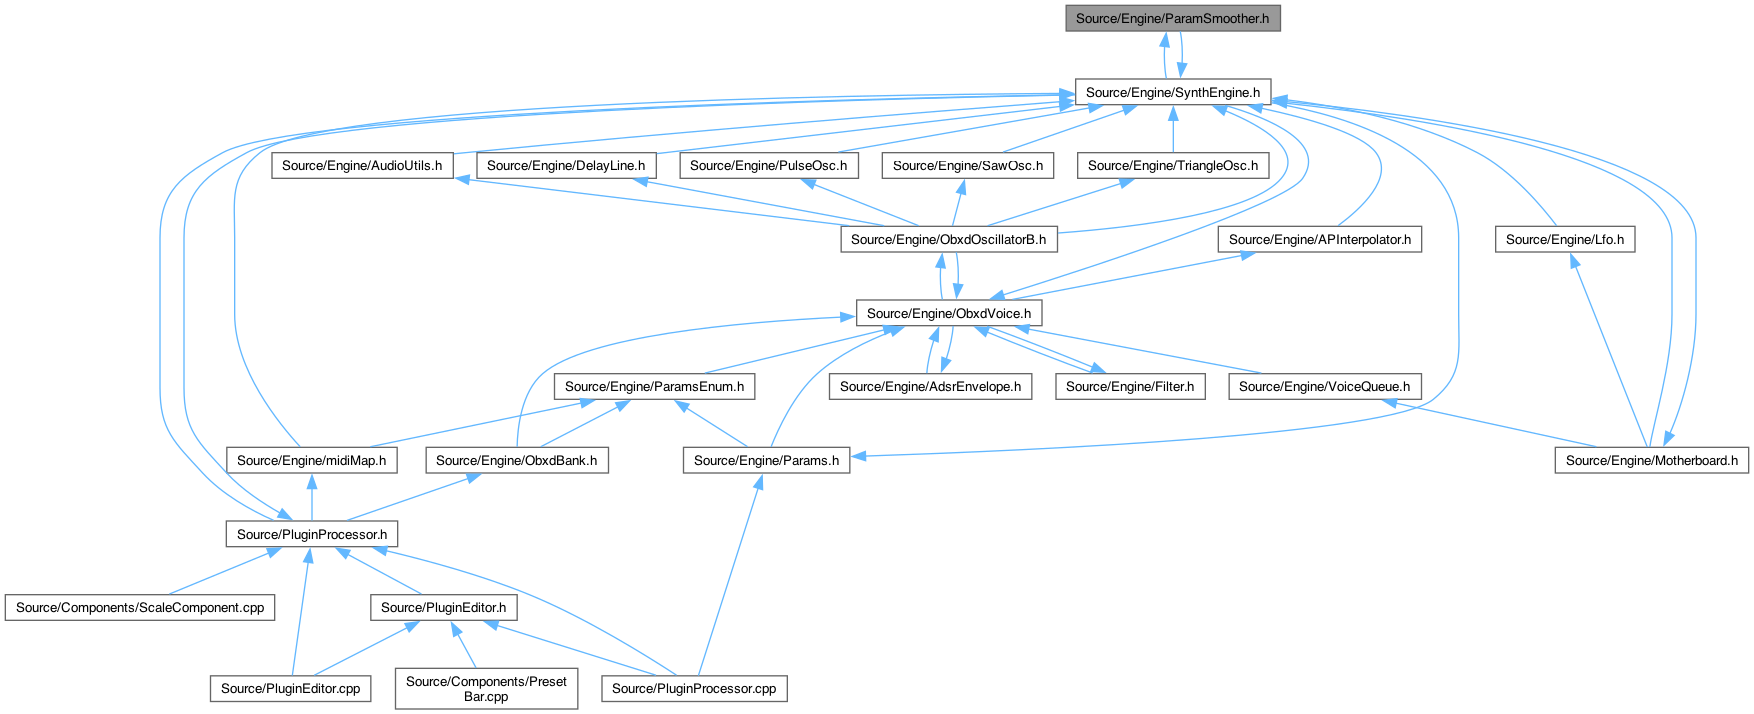 Source/Engine/ParamSmoother.h
Source/Engine/SynthEngine.h
Source/Engine/AudioUtils.h
Source/Engine/DelayLine.h
Source/Engine/PulseOsc.h
Source/Engine/SawOsc.h
Source/Engine/TriangleOsc.h
Source/Engine/ObxdOscillatorB.h
Source/Engine/APInterpolator.h
Source/Engine/Lfo.h
Source/Engine/ObxdVoice.h
Source/Engine/ParamsEnum.h
Source/Engine/AdsrEnvelope.h
Source/Engine/Filter.h
Source/Engine/VoiceQueue.h
Source/Engine/midiMap.h
Source/Engine/ObxdBank.h
Source/Engine/Params.h
Source/Engine/Motherboard.h
Source/PluginProcessor.h
Source/Components/ScaleComponent.cpp
Source/PluginEditor.h
Source/PluginEditor.cpp
Source/Components/Preset
Bar.cpp
Source/PluginProcessor.cpp